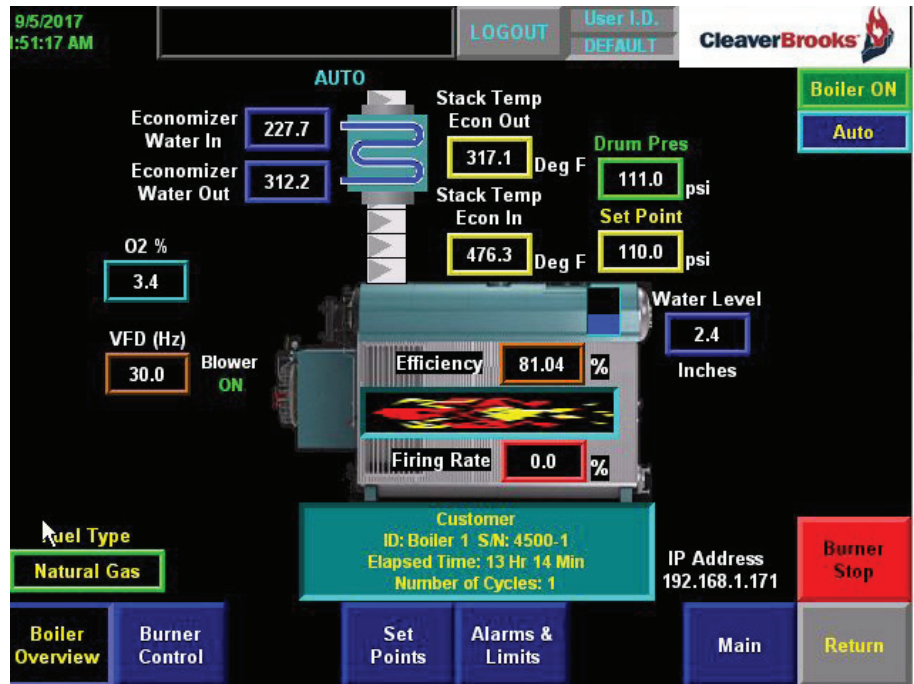 9/5/2017
:51:17 AM
LOGOUT
User I.D.
DEFAULT
CleaverBrooks
Boiler ON
Auto
AUTO
Economizer
Water In
227.7
Economizer
Water Out
312.2
Stack Temp
Econ Out
317.1 Deg F
Stack Temp
Econ In
476.3 Deg F
Drum Pres
111.0 psi
Set Point
110.0 psi
O2 %
3.4
VFD (Hz)
30.0
Blower
ON
Water Level
2.4
Inches
Efficiency 81.04 %
Firing Rate 0.0 %
Customer
ID: Boiler 1 S/N: 4500-1
Elapsed Time: 13 Hr 14 Min
Number of Cycles: 1
Fuel Type
Natural Gas
IP Address
192.168.1.171
Burner
Stop
Boiler
Overview
Burner
Control
Set
Points
Alarms &
Limits
Main
Return